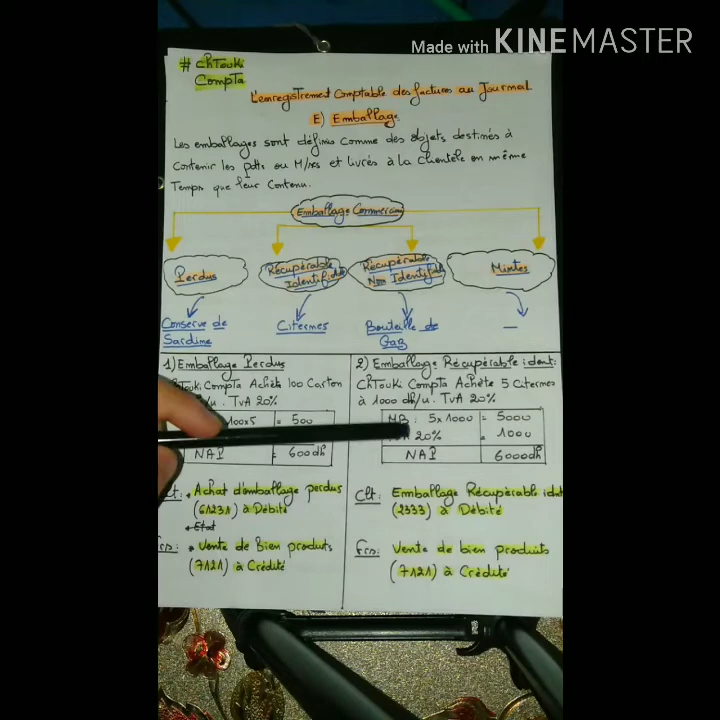 Made with KINEMASTER
# ChTouki
CompTa
L'enregistrement Comptable des factures au Journal
E) Emballage
Les emballages sont définis comme des objets destinés à
Contenir les pdts ou M/ses et livrés à la clientèle en même
Temps que leur Contenu.
Emballage Commercial
Perdus
Récupérable
Identifiable
Récupérable
Non Identifiable
Mixtes
Conserve de
Sardine
Citernes
Bouteille de
Gaz
1) Emballage Perdus
ChTouki CompTa Achète 100 Carton
/u. TVA 20%
100x5 = 500
NAP = 600dh
Clt: • Achat d'emballage perdus
(61231) à Débité
• Etat
Frs: • Vente de Bien produits
(7121) à Crédité
2) Emballage Récupérable ident:
ChTouki CompTa Achète 5 Citernes
à 1000 dh/u. TVA 20%
MB: 5x1000 = 5000
20% = 1000
NAP 6000dh
Clt: Emballage Récupérable ident
(2333) à Débité
Frs: Vente de bien produits
(7121) à Crédité